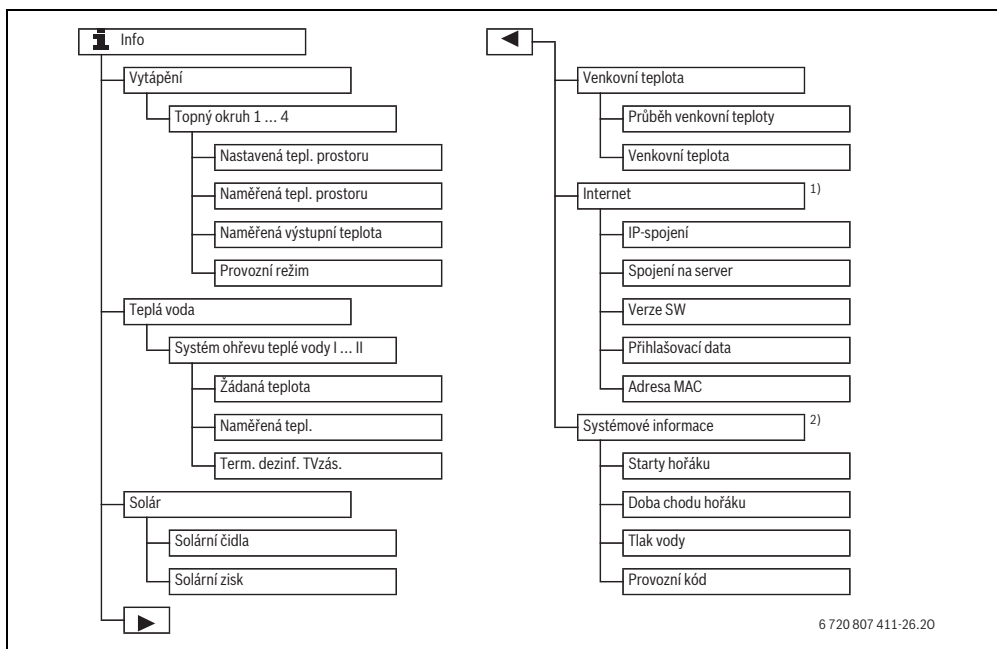 i Info
Vytápění
Topný okruh 1 ... 4
Nastavená tepl. prostoru
Naměřená tepl. prostoru
Naměřená výstupní teplota
Provozní režim
Teplá voda
Systém ohřevu teplé vody I ... II
Žádaná teplota
Naměřená tepl.
Term. dezinf. TVzás.
Solár
Solární čidla
Solární zisk
Venkovní teplota
Průběh venkovní teploty
Venkovní teplota
Internet 1)
IP-spojení
Spojení na server
Verze SW
Přihlašovací data
Adresa MAC
Systémové informace 2)
Starty hořáku
Doba chodu hořáku
Tlak vody
Provozní kód
6 720 807 411-26.2O